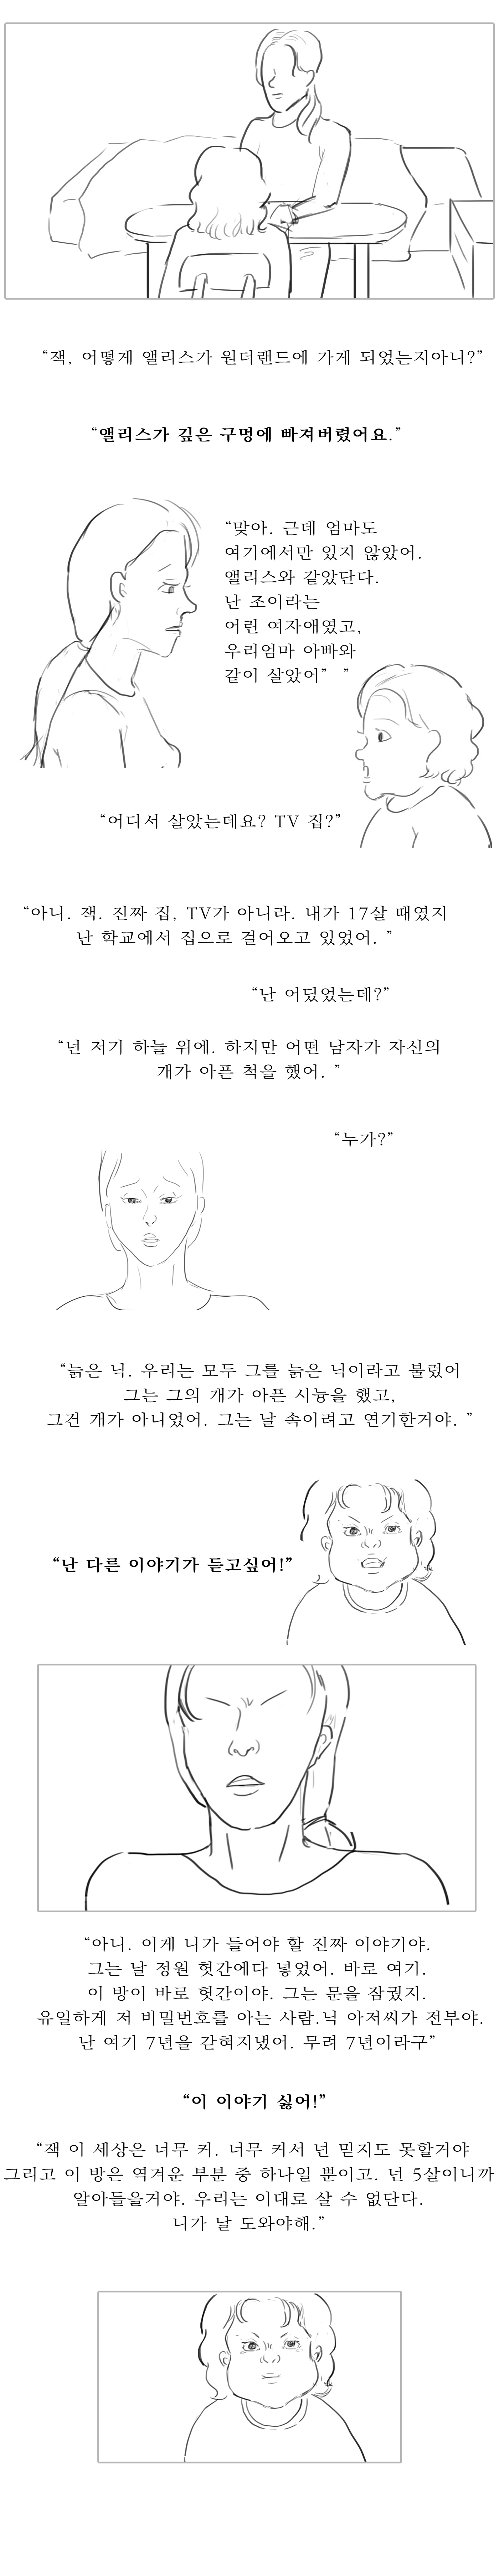 “잭, 어떻게 앨리스가 원더랜드에 가게 되었는지아니?”
“앨리스가 깊은 구멍에 빠져버렸어요.”
“맞아. 근데 엄마도
여기에서만 있지 않았어.
앨리스와 같았단다.
난 조이라는
어린 여자애였고,
우리엄마 아빠와
같이 살았어” ”
“어디서 살았는데요? TV 집?”
“아니. 잭. 진짜 집, TV가 아니라. 내가 17살 때였지
난 학교에서 집으로 걸어오고 있었어. ”
“난 어딨었는데?”
“넌 저기 하늘 위에. 하지만 어떤 남자가 자신의
개가 아픈 척을 했어. ”
“누가?”
“늙은 닉. 우리는 모두 그를 늙은 닉이라고 불렀어
그는 그의 개가 아픈 시늉을 했고,
그건 개가 아니었어. 그는 날 속이려고 연기한거야. ”
“난 다른 이야기가 듣고싶어!”
“아니. 이게 니가 들어야 할 진짜 이야기야.
그는 날 정원 헛간에다 넣었어. 바로 여기.
이 방이 바로 헛간이야. 그는 문을 잠궜지.
유일하게 저 비밀번호를 아는 사람.닉 아저씨가 전부야.
난 여기 7년을 갇혀지냈어. 무려 7년이라구”
“이 이야기 싫어!”
“잭 이 세상은 너무 커. 너무 커서 넌 믿지도 못할거야
그리고 이 방은 역겨운 부분 중 하나일 뿐이고. 넌 5살이니까
알아들을거야. 우리는 이대로 살 수 없단다.
니가 날 도와야해.”